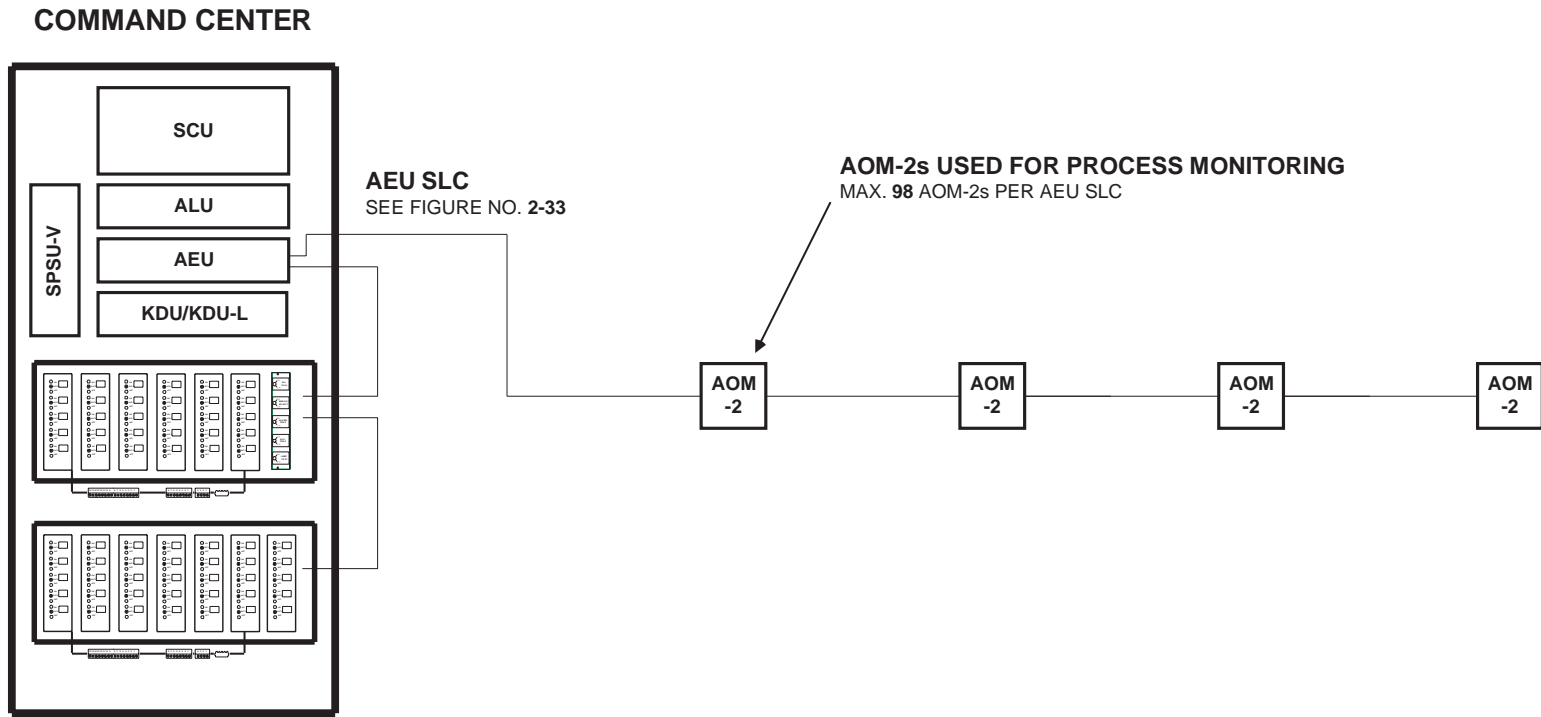 COMMAND CENTER
SCU
ALU
AEU
KDU/KDU-L
SPSU-V
AEU SLC
SEE FIGURE NO. 2-33
AOM-2s USED FOR PROCESS MONITORING
MAX. 98 AOM-2s PER AEU SLC
AOM
-2
AOM
-2
AOM
-2
AOM
-2